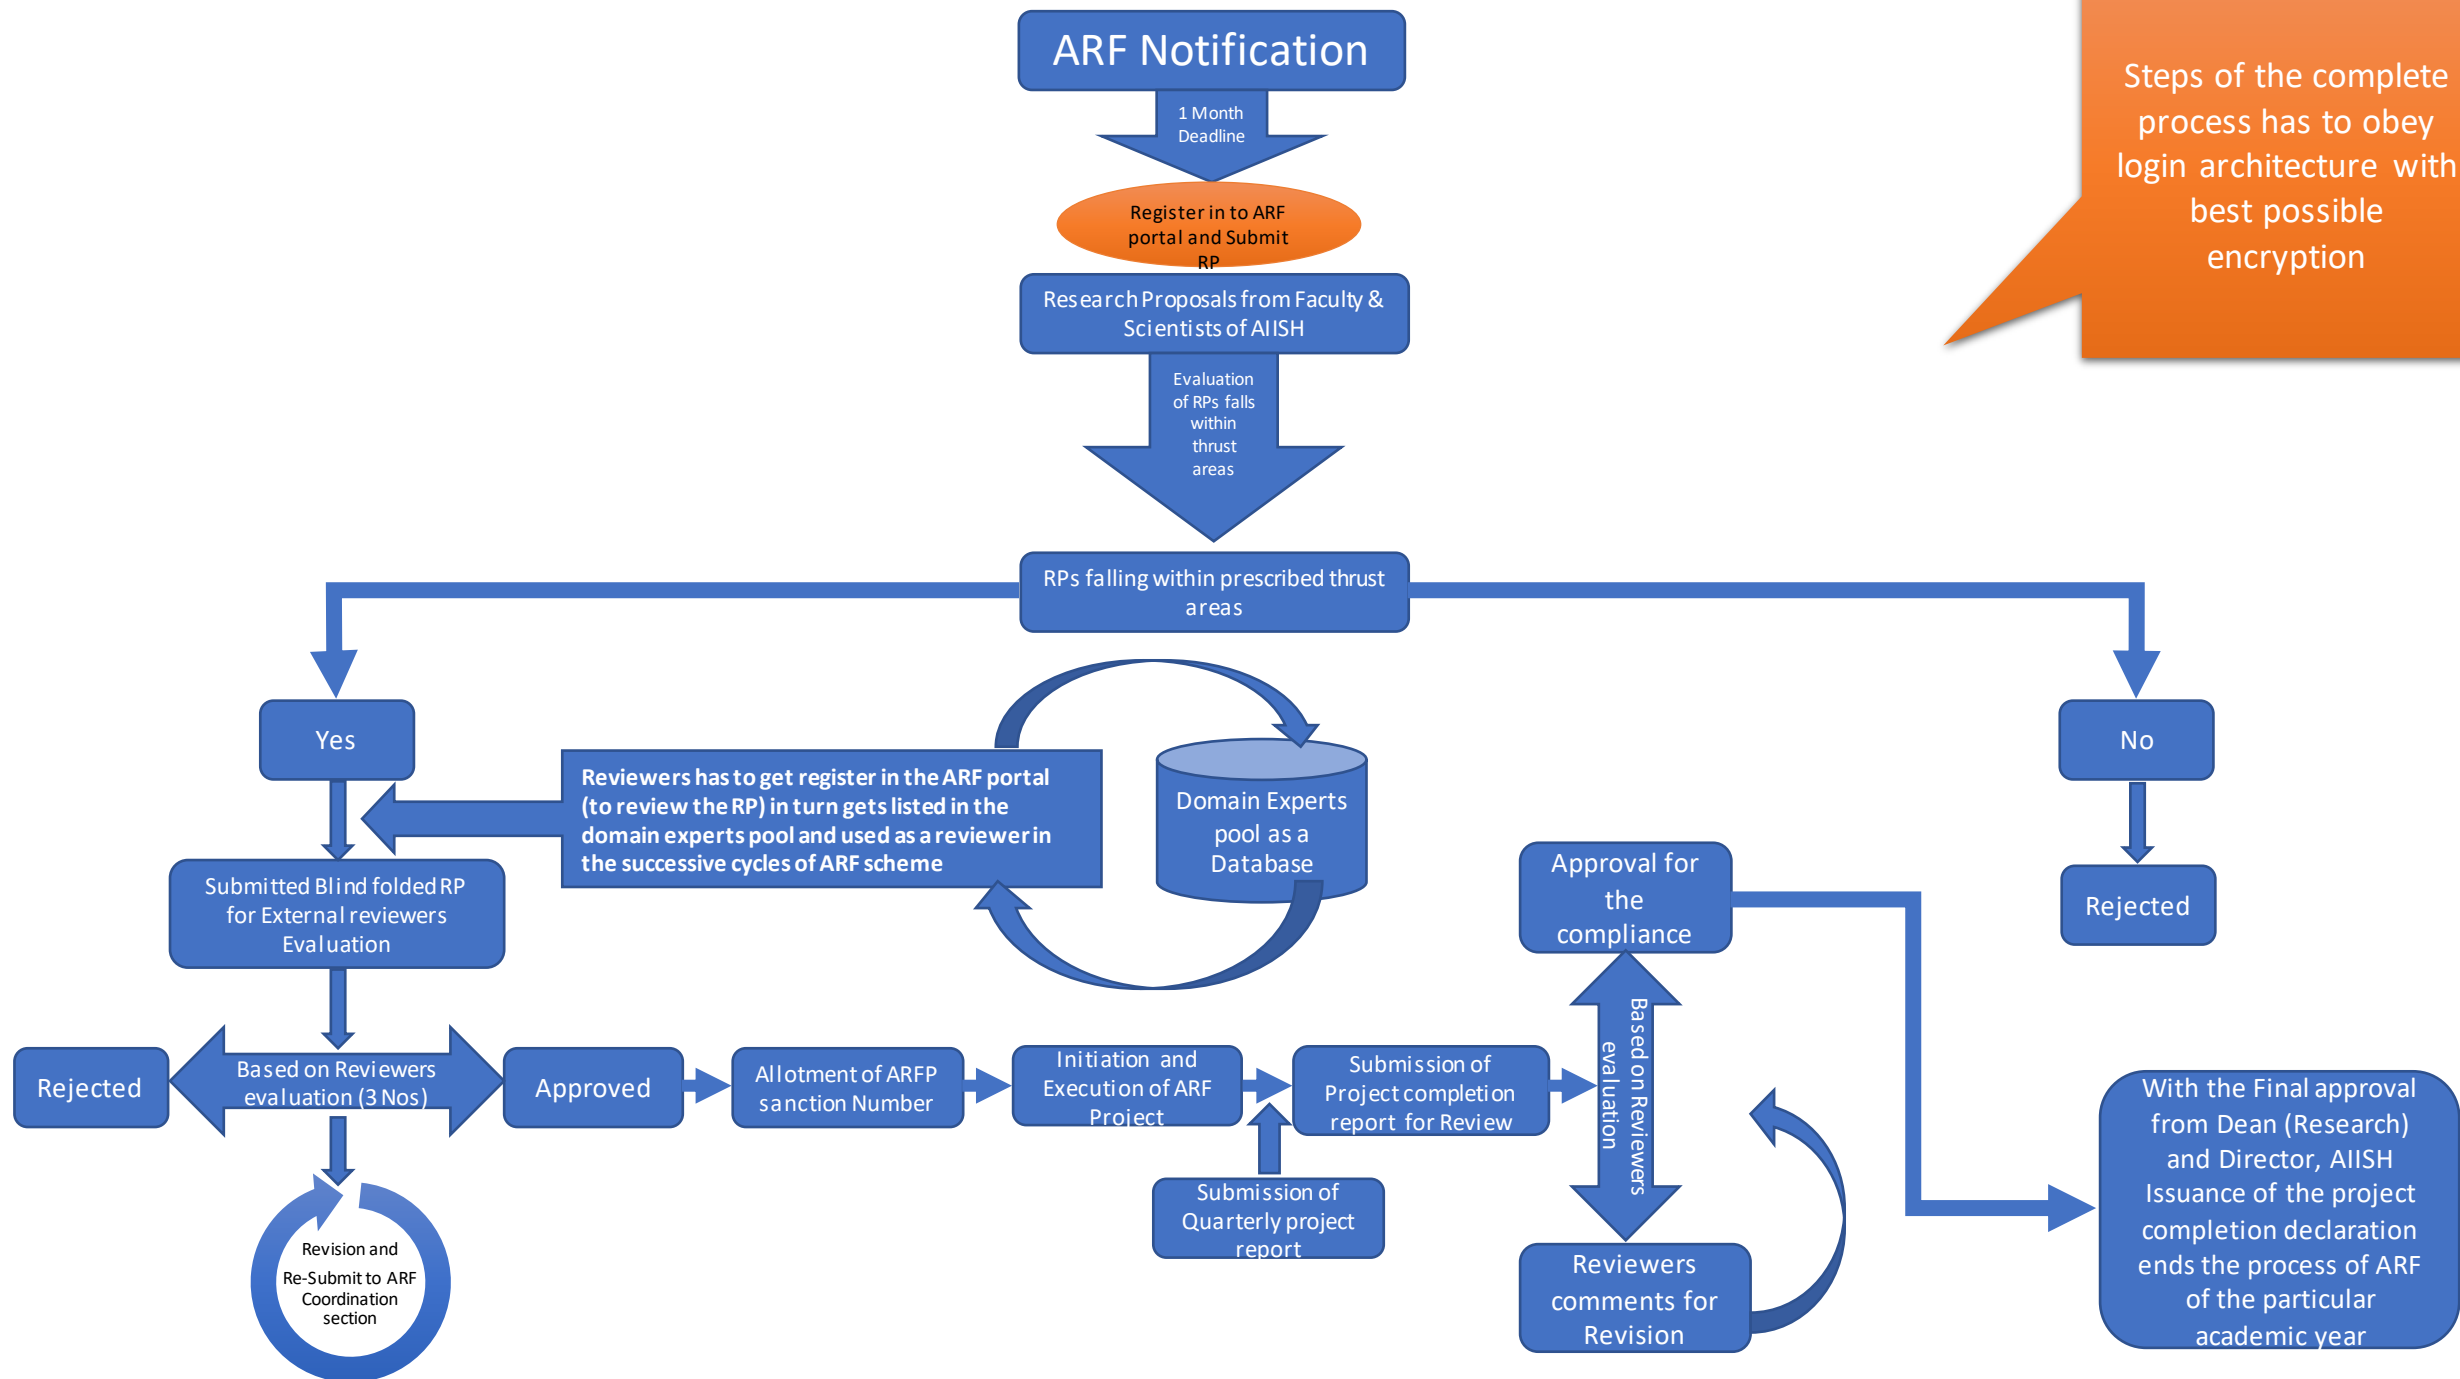 ARF Notification
1 Month
Deadline
Register in to ARF
portal and Submit
RP
Research Proposals from Faculty &
Scientists of AIISH
Evaluation
of RPs falls
within
thrust
areas
Steps of the complete
process has to obey
login architecture with
best possible
encryption
RPs falling within prescribed thrust
areas
Yes
No
Reviewers has to get register in the ARF portal
(to review the RP) in turn gets listed in the
domain experts pool and used as a reviewer in
the successive cycles of ARF scheme
Domain Experts
pool as a
Database
Submitted Blind folded RP
for External reviewers
Evaluation
Approval for
the
compliance
Rejected
Rejected
Based on Reviewers
evaluation (3 Nos)
Approved
Allotment of ARFP
sanction Number
Initiation and
Execution of ARF
Project
Submission of
Project completion
report for Review
Based on Reviewers
evaluation
Submission of
Quarterly project
report
Revision and
Re-Submit to ARF
Coordination
section
Reviewers
comments for
Revision
With the Final approval
from Dean (Research)
and Director, AIISH
Issuance of the project
completion declaration
ends the process of ARF
of the particular
academic year